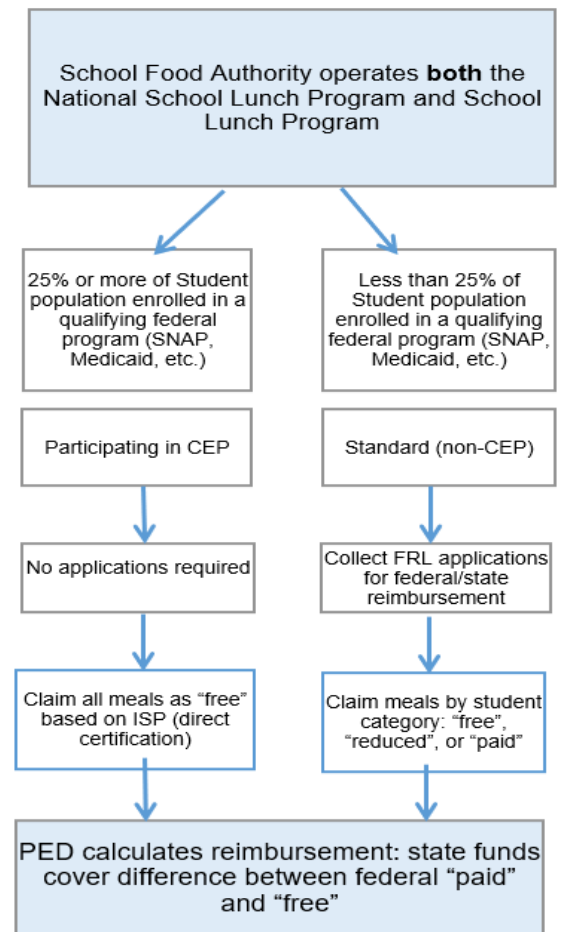 School Food Authority operates both the
National School Lunch Program and School
Lunch Program
25% or more of Student
population enrolled in a
qualifying federal
program (SNAP,
Medicaid, etc.)
Less than 25% of
Student population
enrolled in a qualifying
federal program (SNAP,
Medicaid, etc.)
Participating in CEP
Standard (non-CEP)
No applications required
Collect FRL applications
for federal/state
reimbursement
Claim all meals as “free”
based on ISP (direct
certification)
Claim meals by student
category: “free”,
“reduced”, or “paid”
PED calculates reimbursement: state funds
cover difference between federal “paid”
and “free”